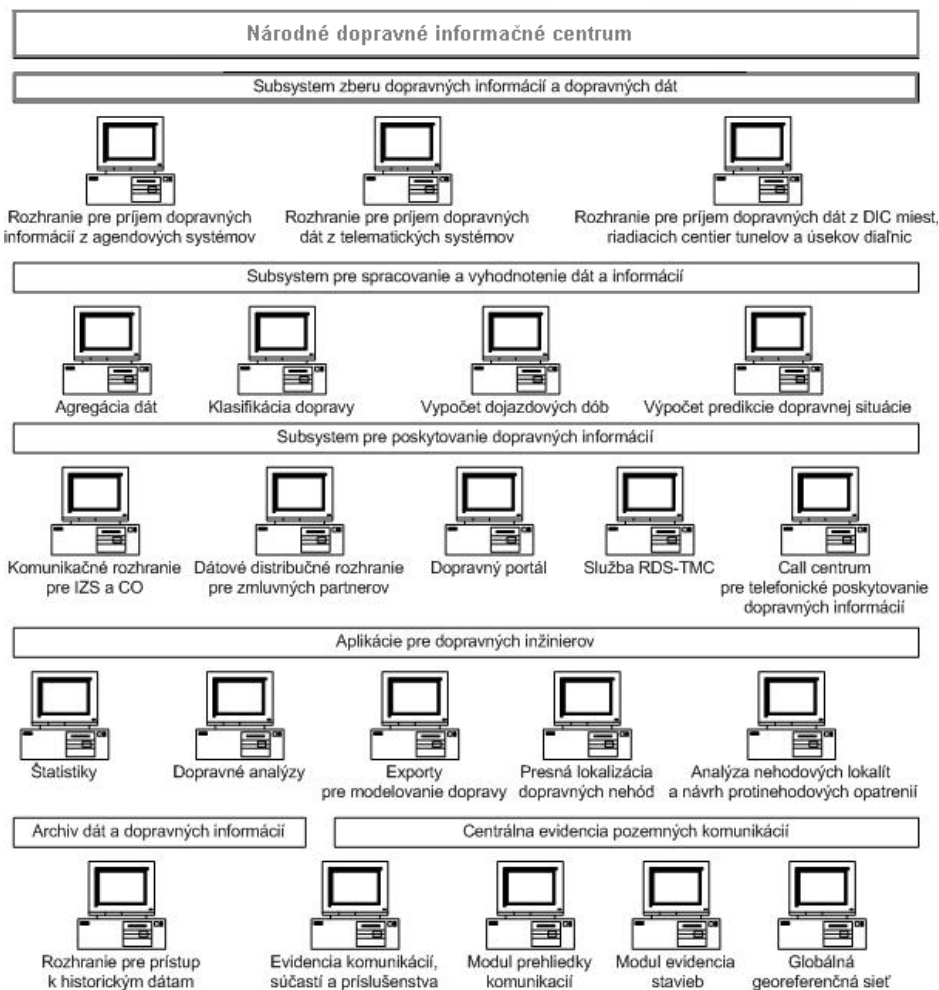 Národné dopravné informačné centrum
Subsystem zberu dopravných informácií a dopravných dát
Rozhranie pre príjem dopravných
informácií z agendových systémov
Rozhranie pre príjem dopravných
dát z telematických systémov
Rozhranie pre príjem dopravných dát z DIC miest,
riadiacich centier tunelov a úsekov diaľnic
Subsystem pre spracovanie a vyhodnotenie dát a informácií
Agregácia dát
Klasifikácia dopravy
Vypočet dojazdových dób
Výpočet predikcie dopravnej situácie
Subsystem pre poskytovanie dopravných informácií
Komunikačné rozhranie
pre IZS a CO
Dátové distribučné rozhranie
pre zmluvných partnerov
Dopravný portál
Služba RDS-TMC
Call centrum
pre telefonické poskytovanie
dopravných informácií
Aplikácie pre dopravných inžinierov
Štatistiky
Dopravné analýzy
Exporty
pre modelovanie dopravy
Presná lokalizácia
dopravných nehôd
Analýza nehodových lokalít
a návrh protinehodových opatrenií
Archiv dát a dopravných informácií
Centrálna evidencia pozemných komunikácií
Rozhranie pre prístup
k historickým dátam
Evidencia komunikácií,
súčastí a príslušenstva
Modul prehliedky
komunikacií
Modul evidencia
stavieb
Globálná
georeferenčná sieť